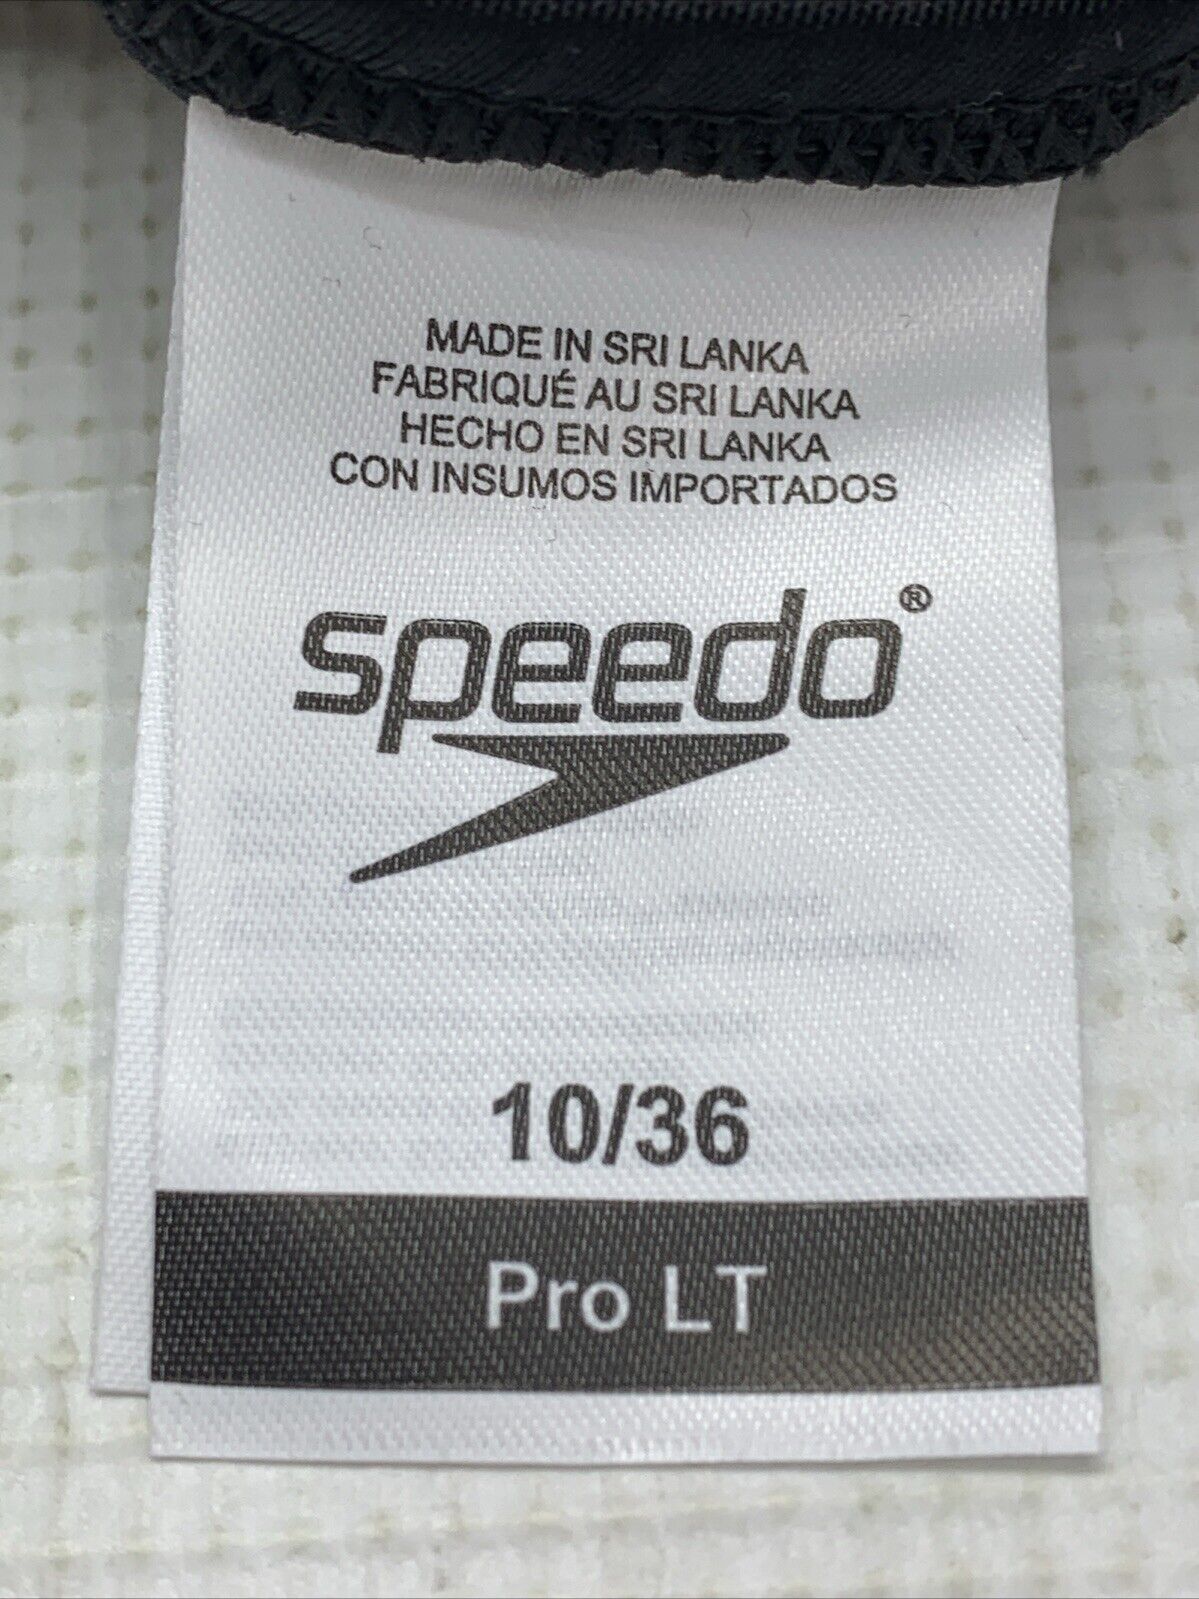 MADE IN SRI LANKA
FABRIQUÉ AU SRI LANKA
HECHO EN SRI LANKA
CON INSUMOS IMPORTADOS
speedo®
10/36
Pro LT